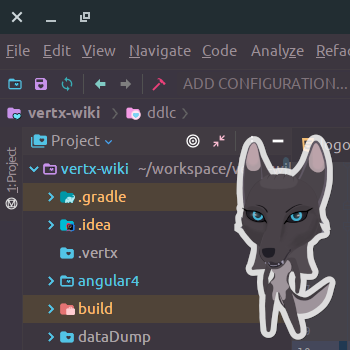 File Edit View Navigate Code Analyze Refac
ADD CONFIGURATION...
vertx-wiki ddlc
1: Project
Project
vertx-wiki ~/workspace/v
.gradle
.idea
.vertx
angular4
build
dataDump